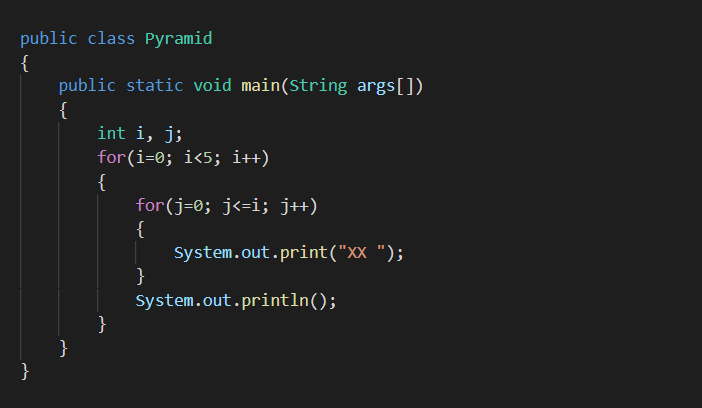 public class Pyramid
{
    public static void main(String args[])
    {
        int i, j;
        for(i=0; i<5; i++)
        {
            for(j=0; j<=i; j++)
            {
                System.out.print("XX ");
            }
            System.out.println();
        }
    }
}